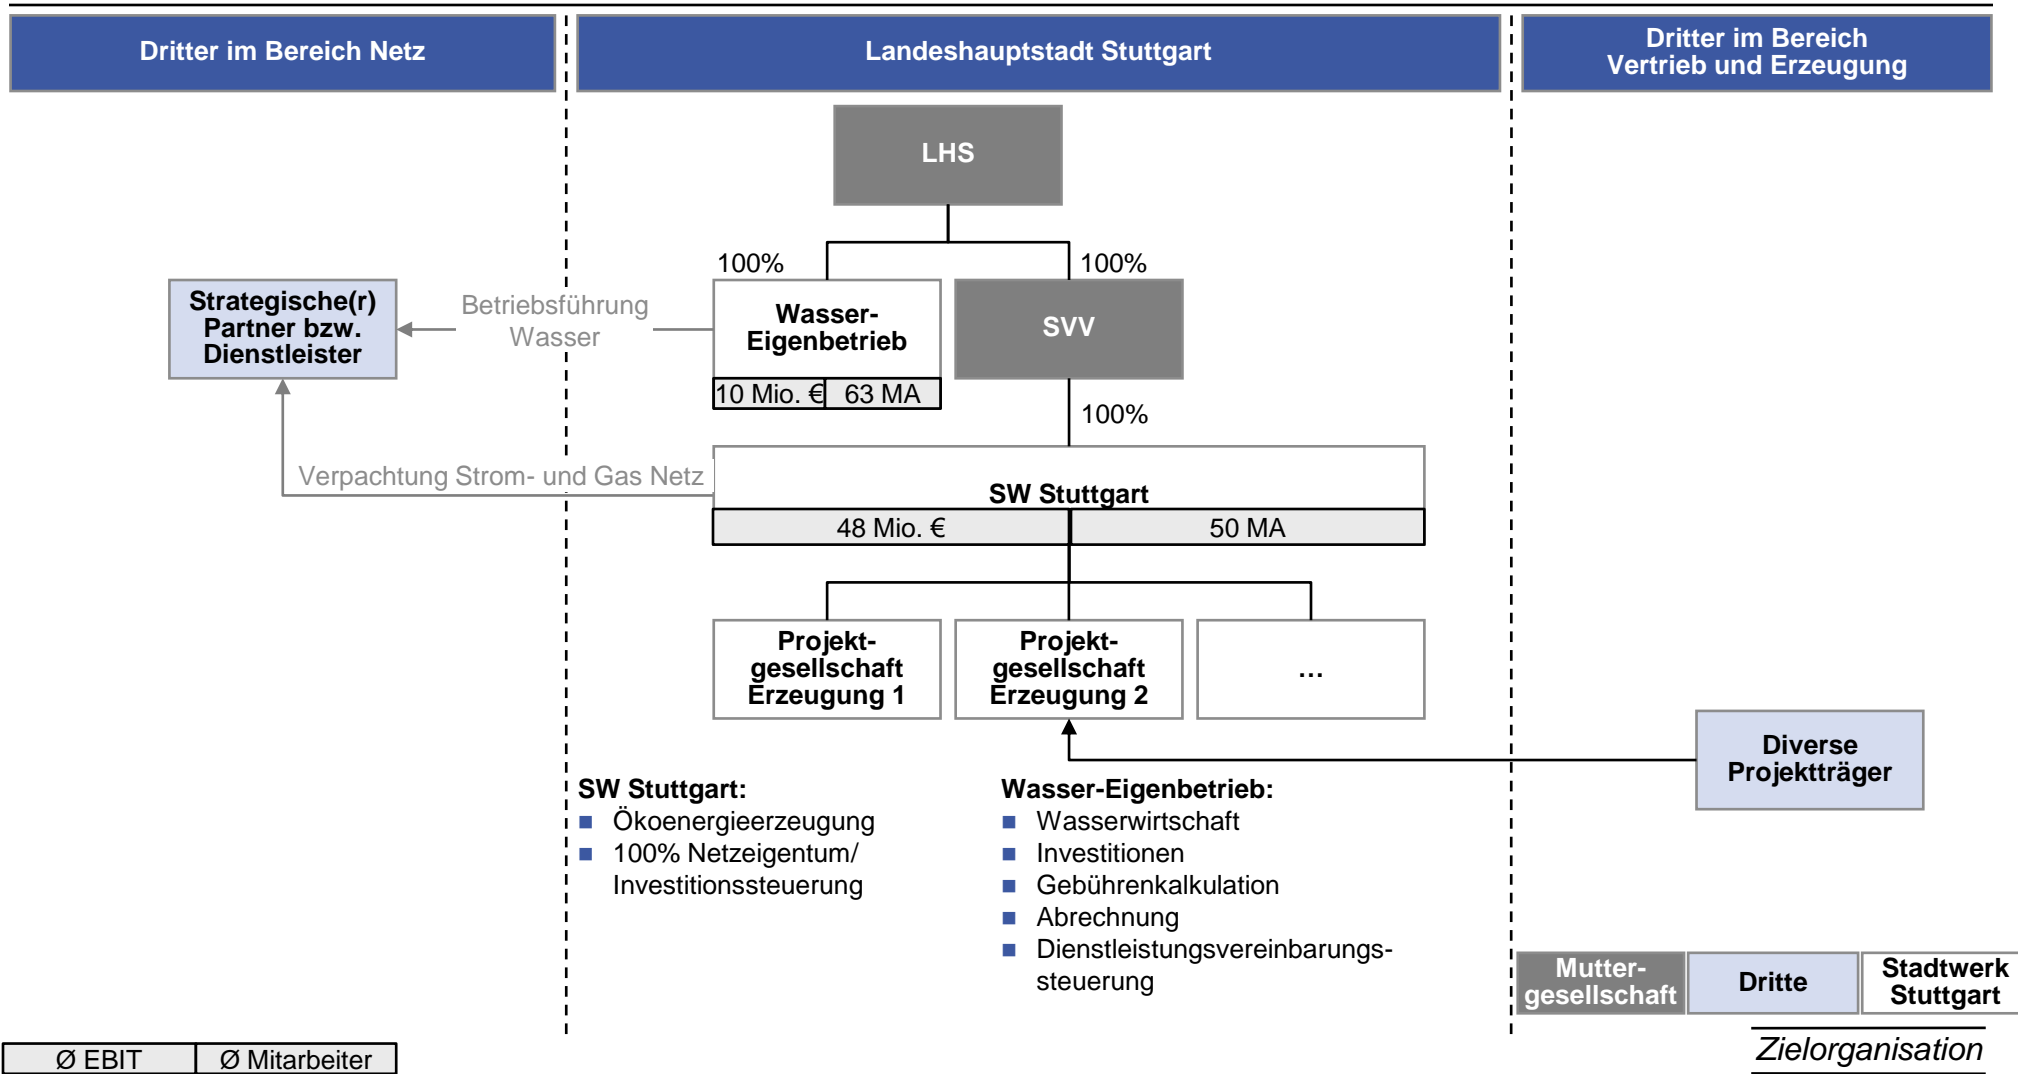 Dritter im Bereich Netz
Landeshauptstadt Stuttgart
Dritter im Bereich
Vertrieb und Erzeugung
LHS
100%
100%
Strategische(r)
Partner bzw.
Dienstleister
Betriebsführung
Wasser
Wasser-
Eigenbetrieb
SVV
10 Mio. €
63 MA
100%
Verpachtung Strom- und Gas Netz
SW Stuttgart
48 Mio. €
50 MA
Projekt-
gesellschaft
Erzeugung 1
Projekt-
gesellschaft
Erzeugung 2
...
Diverse
Projektträger
SW Stuttgart:
Ökoenergieerzeugung
100% Netzeigentum/
Investitionssteuerung
Wasser-Eigenbetrieb:
Wasserwirtschaft
Investitionen
Gebührenkalkulation
Abrechnung
Dienstleistungsvereinbarungs-
steuerung
Mutter-
gesellschaft
Dritte
Stadtwerk
Stuttgart
Ø EBIT
Ø Mitarbeiter
Zielorganisation